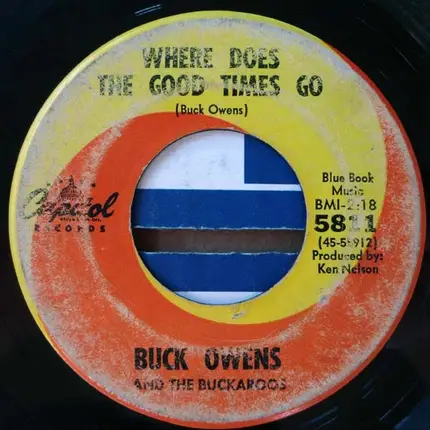 WHERE DOES
THE GOOD TIMES GO
(Buck Owens)
Capitol
RECORDS
Blue Book
Music
BMI-2:18
5811
Produced by:
Ken Nelson
BUCK OWENS
AND THE BUCKAROOS